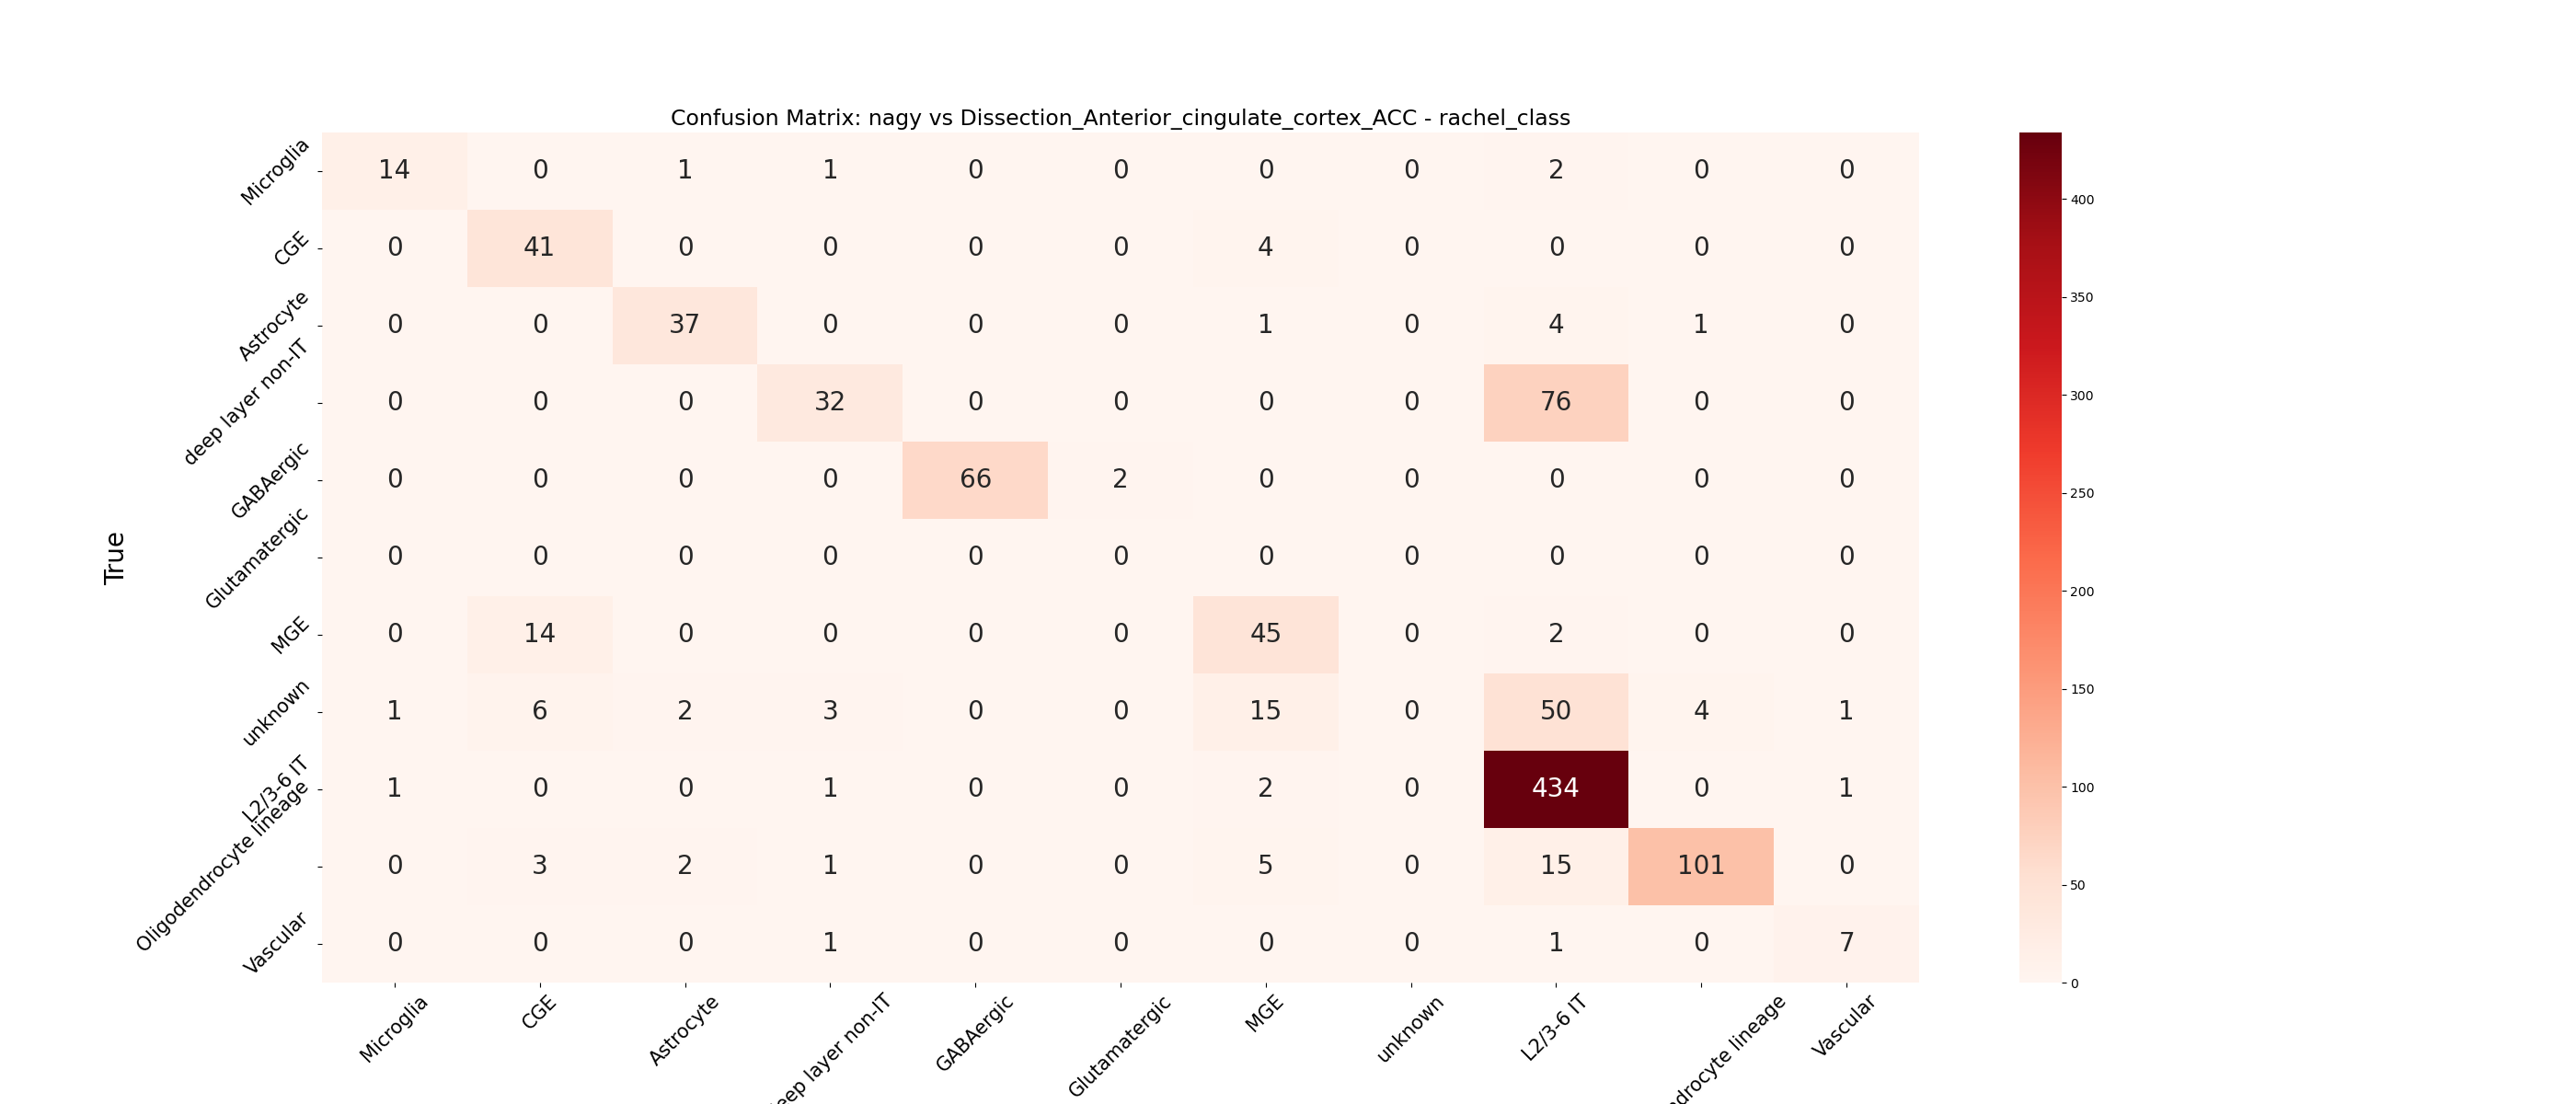 Confusion Matrix: nagy vs Dissection_Anterior_cingulate_cortex_ACC - rachel_class
True
Microglia 14 0 1 1 0 0 0 0 2 0 0
CGE 0 41 0 0 0 0 4 0 0 0 0
Astrocyte 0 0 37 0 0 0 1 0 4 1 0
deep layer non-IT 0 0 0 32 0 0 0 0 76 0 0
GABAergic 0 0 0 0 66 2 0 0 0 0 0
Glutamatergic 0 0 0 0 0 0 0 0 0 0 0
MGE 0 14 0 0 0 0 45 0 2 0 0
unknown 1 6 2 3 0 0 15 0 50 4 1
L2/3-6 IT 1 0 0 1 0 0 2 0 434 0 1
Oligodendrocyte lineage 0 3 2 1 0 0 5 0 15 101 0
Vascular 0 0 0 1 0 0 0 0 1 0 7
Microglia CGE Astrocyte eep layer non-IT GABAergic Glutamatergic MGE unknown L2/3-6 IT drocyte lineage Vascular
400
350
300
250
200
150
100
50
0